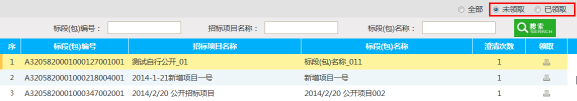 全部 未领取 已领取
标段(包)编号： 招标项目名称： 标段(包)名称： 搜索 SEARCH
序 标段(包)编号 招标项目名称 标段(包)名称 澄清次数 领取
1 A3205820001000127001001 测试自行公开_01 标段(包)名称_011 1
2 A3205820001000218004001 2014-1-21新增项目一号 新增项目一号 1
3 A3205820001000347002001 2014/2/20 公开招标项目 2014/2/20 公开项目002 1